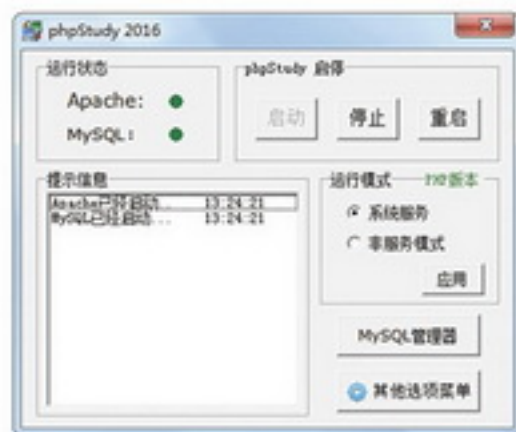 phpStudy 2016
运行状态
Apache:
MySQL:
phpStudy 启停
启动 停止 重启
提示信息
Apache已经启动... 13:24:21
MySQL已经启动... 13:24:21
运行模式
系统服务
非服务模式
应用
MySQL管理器
其他选项菜单